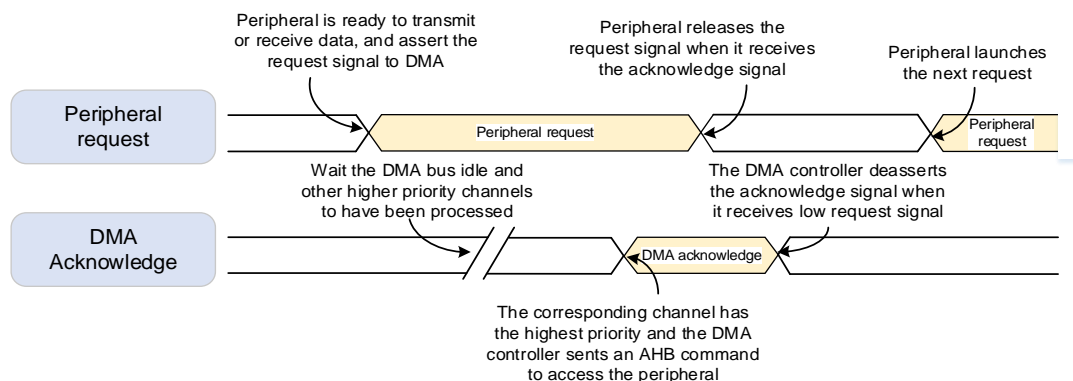 Peripheral is ready to transmit
or receive data, and assert the
request signal to DMA
Peripheral releases the
request signal when it receives
the acknowledge signal
Peripheral launches
the next request
Peripheral
request
Peripheral request
Peripheral
request
Wait the DMA bus idle and
other higher priority channels
to have been processed
The DMA controller deasserts
the acknowledge signal when
it receives low request signal
DMA
Acknowledge
DMA acknowledge
The corresponding channel has
the highest priority and the DMA
controller sents an AHB command
to access the peripheral